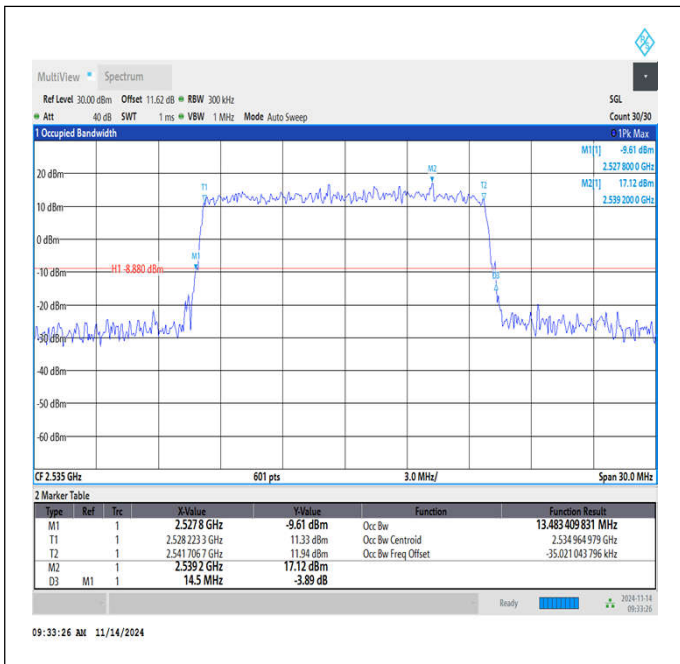 R S
MultiView Spectrum
Ref Level 30.00 dBm Offset 11.62 dB RBW 300 kHz SGL
Att 40 dB SWT 1 ms VBW 1 MHz Mode Auto Sweep Count 30/30
1 Occupied Bandwidth 1Pk Max
M1[1] -9.61 dBm
2.527 800 0 GHz
M2[1] 17.12 dBm
2.539 200 0 GHz
20 dBm
M2
T1 T2
10 dBm
0 dBm
M1
H1 -8.880 dBm
-10 dBm
D3
-20 dBm
-30 dBm
-40 dBm
-50 dBm
-60 dBm
CF 2.535 GHz 601 pts 3.0 MHz/ Span 30.0 MHz
2 Marker Table
Type Ref Trc X-Value Y-Value Function Function Result
M1 1 2.527 8 GHz -9.61 dBm Occ Bw 13.483 409 831 MHz
T1 1 2.528 223 3 GHz 11.33 dBm Occ Bw Centroid 2.534 964 979 GHz
T2 1 2.541 706 7 GHz 11.94 dBm Occ Bw Freq Offset -35.021 043 796 kHz
M2 1 2.539 2 GHz 17.12 dBm
D3 M1 1 14.5 MHz -3.89 dB
Ready 2024-11-14
09:33:26
09:33:26 AM 11/14/2024